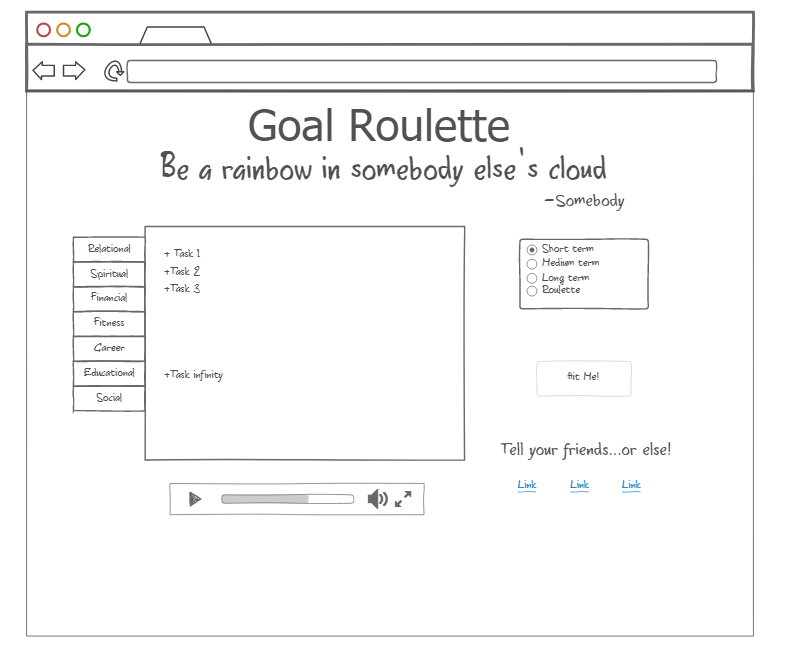 Goal Roulette
Be a rainbow in somebody else's cloud
-Somebody
Relational
Spiritual
Financial
Fitness
Career
Educational
Social
+ Task 1
+Task 2
+Task 3
+Task infinity
Short term
Medium term
Long term
Roulette
Hit Me!
Tell your friends...or else!
Link Link Link